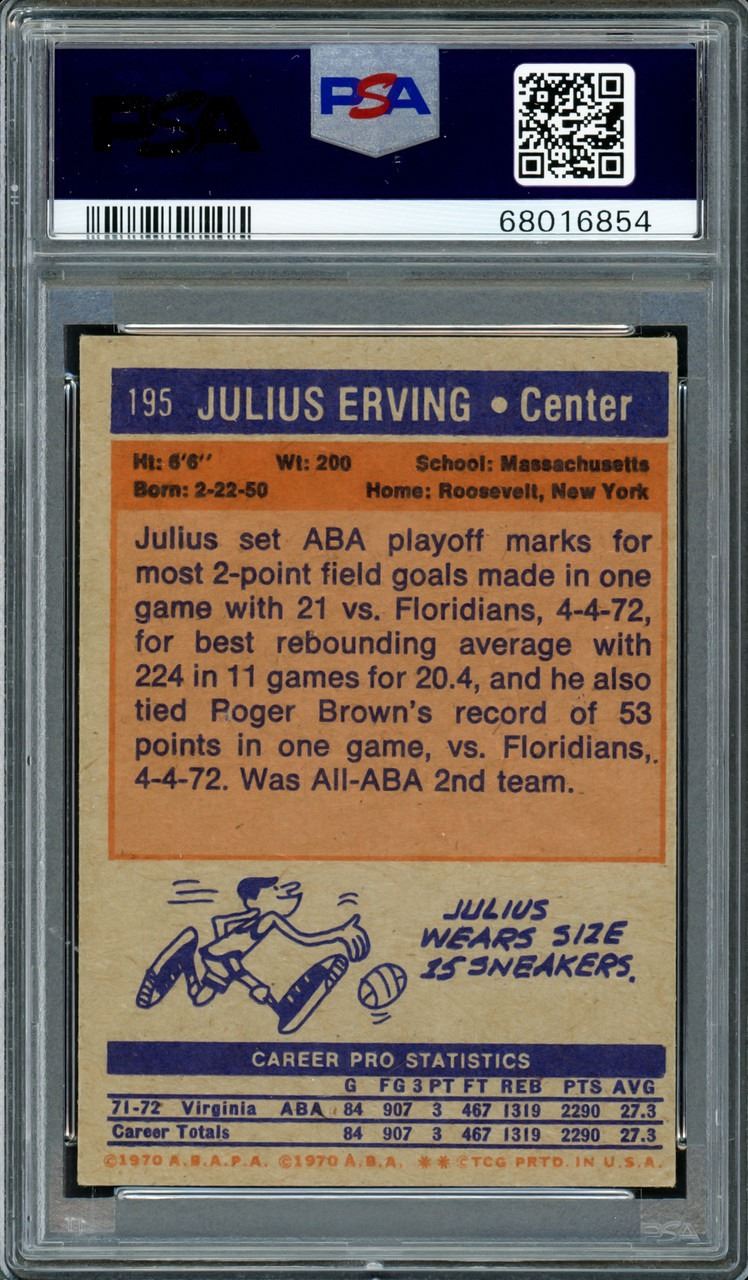 PSA
PSA
68016854
195 JULIUS ERVING • Center
Ht: 6'6" Wt: 200 School: Massachusetts
Born: 2-22-50 Home: Roosevelt, New York
Julius set ABA playoff marks for
most 2-point field goals made in one
game with 21 vs. Floridians, 4-4-72,
for best rebounding average with
224 in 11 games for 20.4, and he also
tied Roger Brown's record of 53
points in one game, vs. Floridians,.
4-4-72. Was All-ABA 2nd team.
JULIUS
WEARS SIZE
15 SNEAKERS.
CAREER PRO STATISTICS
G FG 3 PT FT REB PTS AVG
71-72 Virginia ABA 84 907 3 467 1319 2290 27.3
Career Totals 84 907 3 467 1319 2290 27.3
©1970 A.B.A.P.A. ©1970 A.B.A. ** ©TCG PRTD. IN U.S.A.
PSA